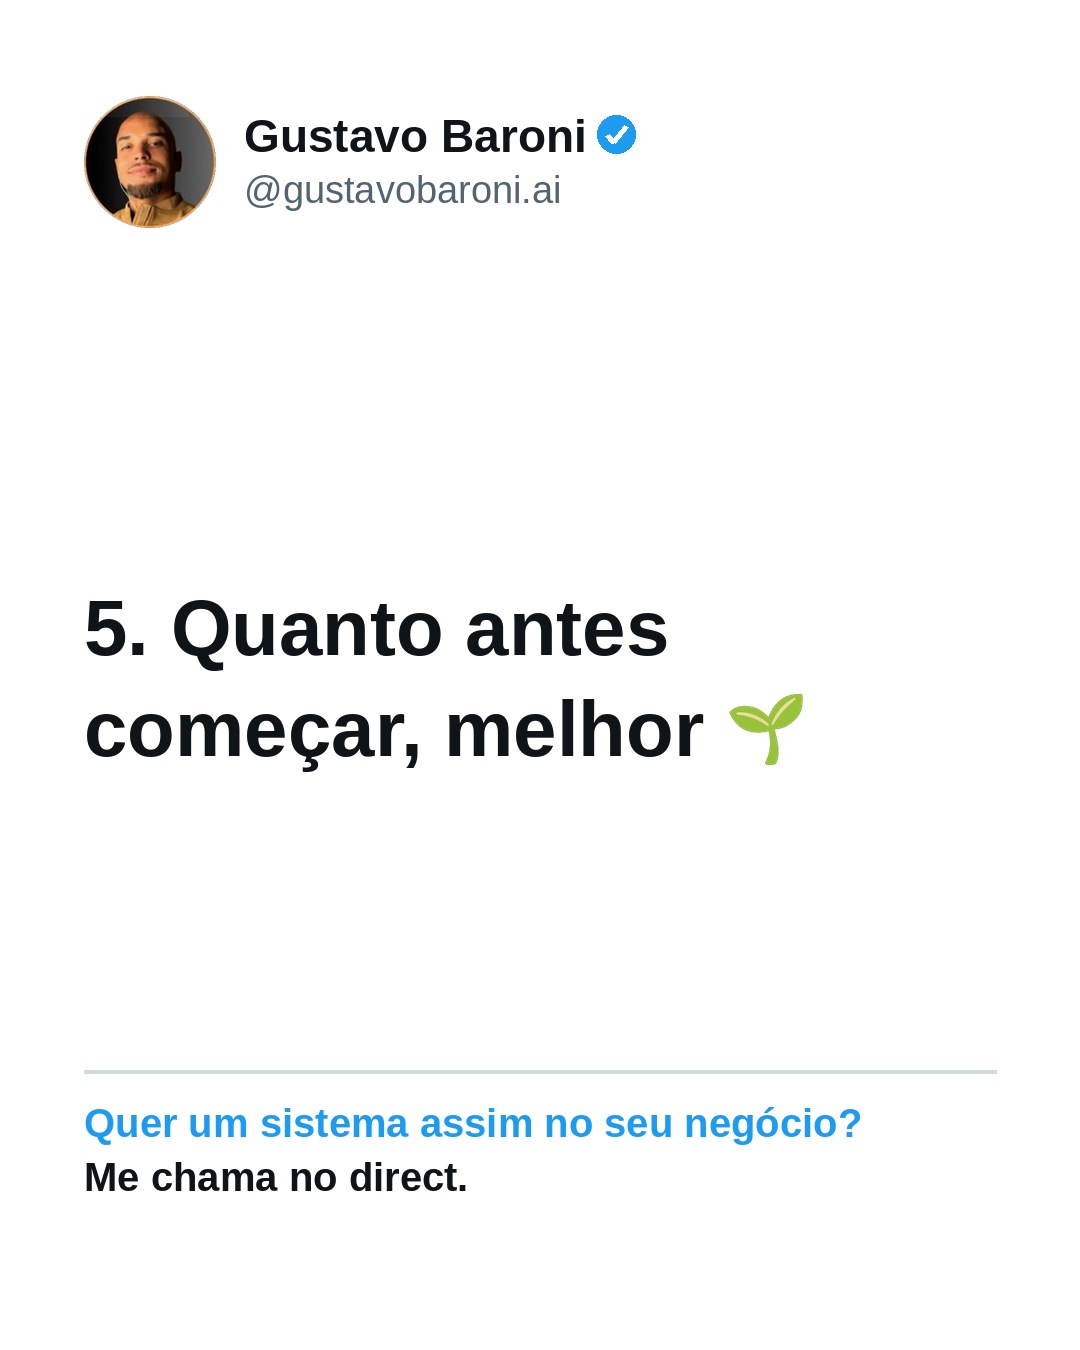 Gustavo Baroni
@gustavobaroni.ai
5. Quanto antes
começar, melhor 🌱
Quer um sistema assim no seu negócio?
Me chama no direct.